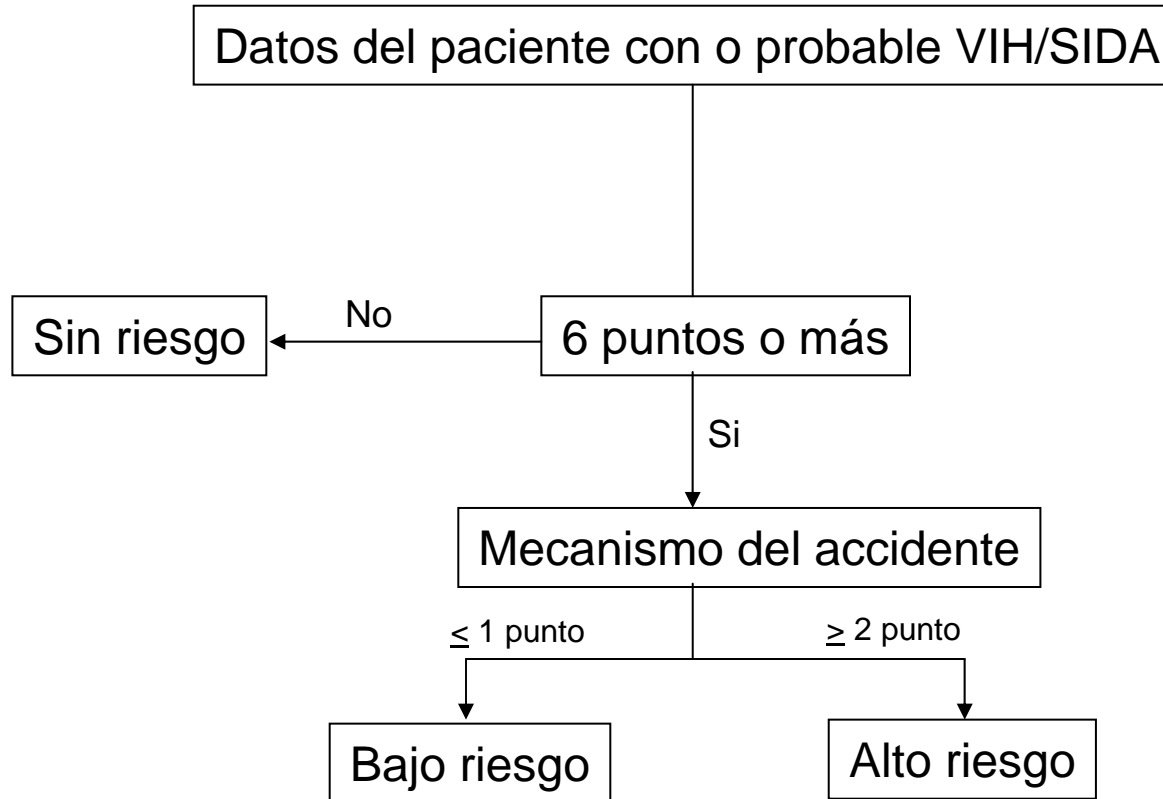 Datos del paciente con o probable VIH/SIDA
No
Sin riesgo
6 puntos o más
Si
Mecanismo del accidente
≤ 1 punto
≥ 2 punto
Bajo riesgo
Alto riesgo